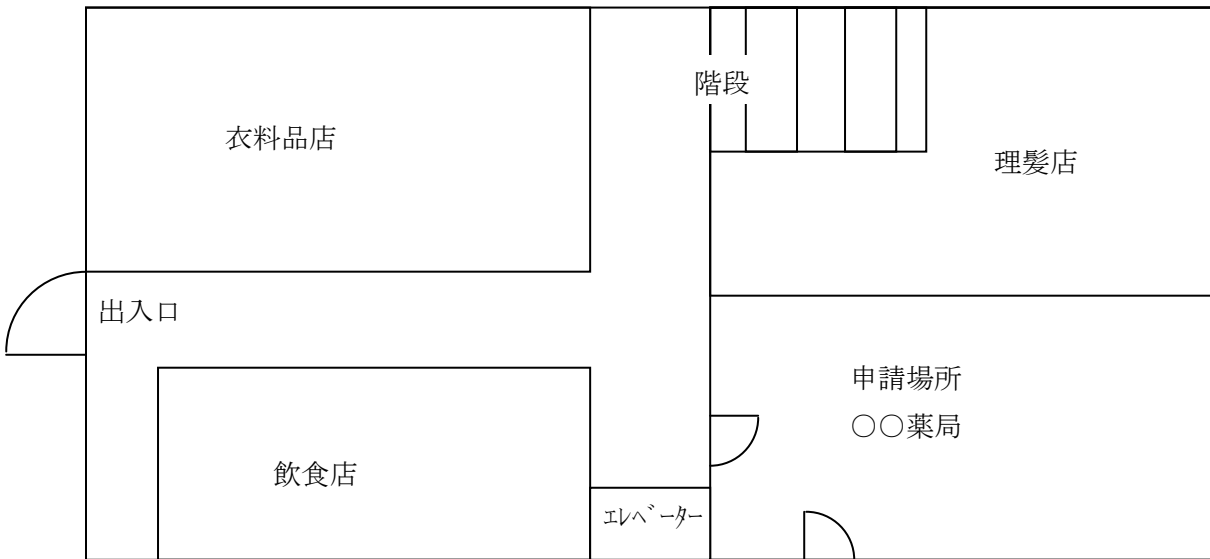 階段
衣料品店
理髪店
出入口
申請場所
○○薬局
飲食店
ｴﾚﾍﾞｰﾀｰ